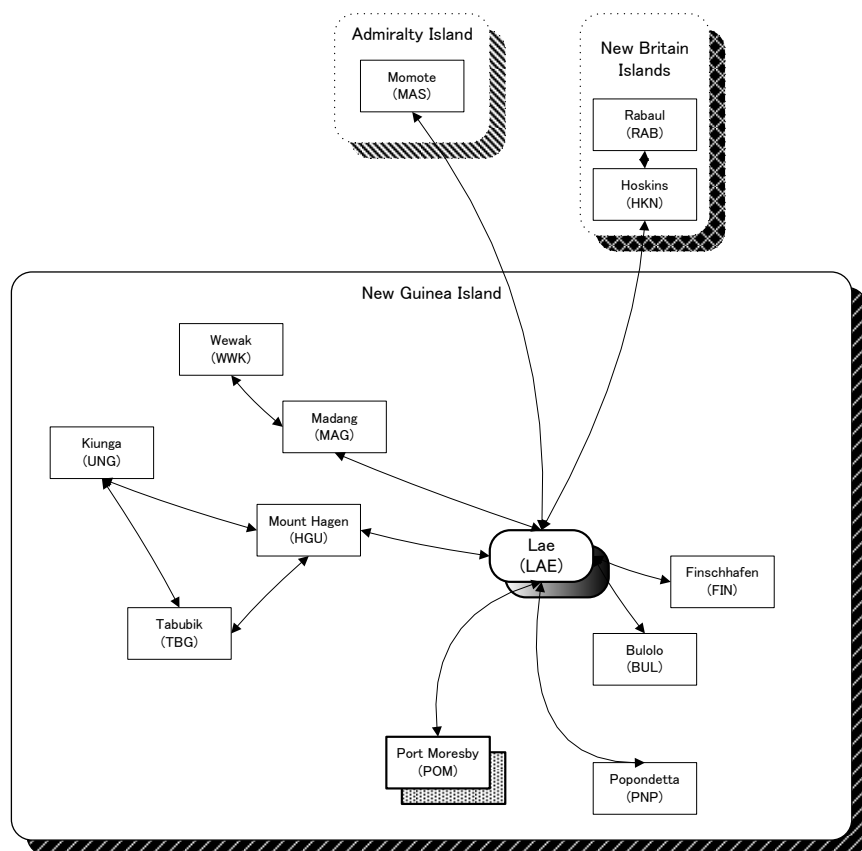 Admiralty Island
Momote
(MAS)
New Britain
Islands
Rabaul
(RAB)
Hoskins
(HKN)
New Guinea Island
Wewak
(WWK)
Madang
(MAG)
Kiunga
(UNG)
Mount Hagen
(HGU)
Lae
(LAE)
Finschhafen
(FIN)
Tabubik
(TBG)
Bulolo
(BUL)
Port Moresby
(POM)
Popondetta
(PNP)